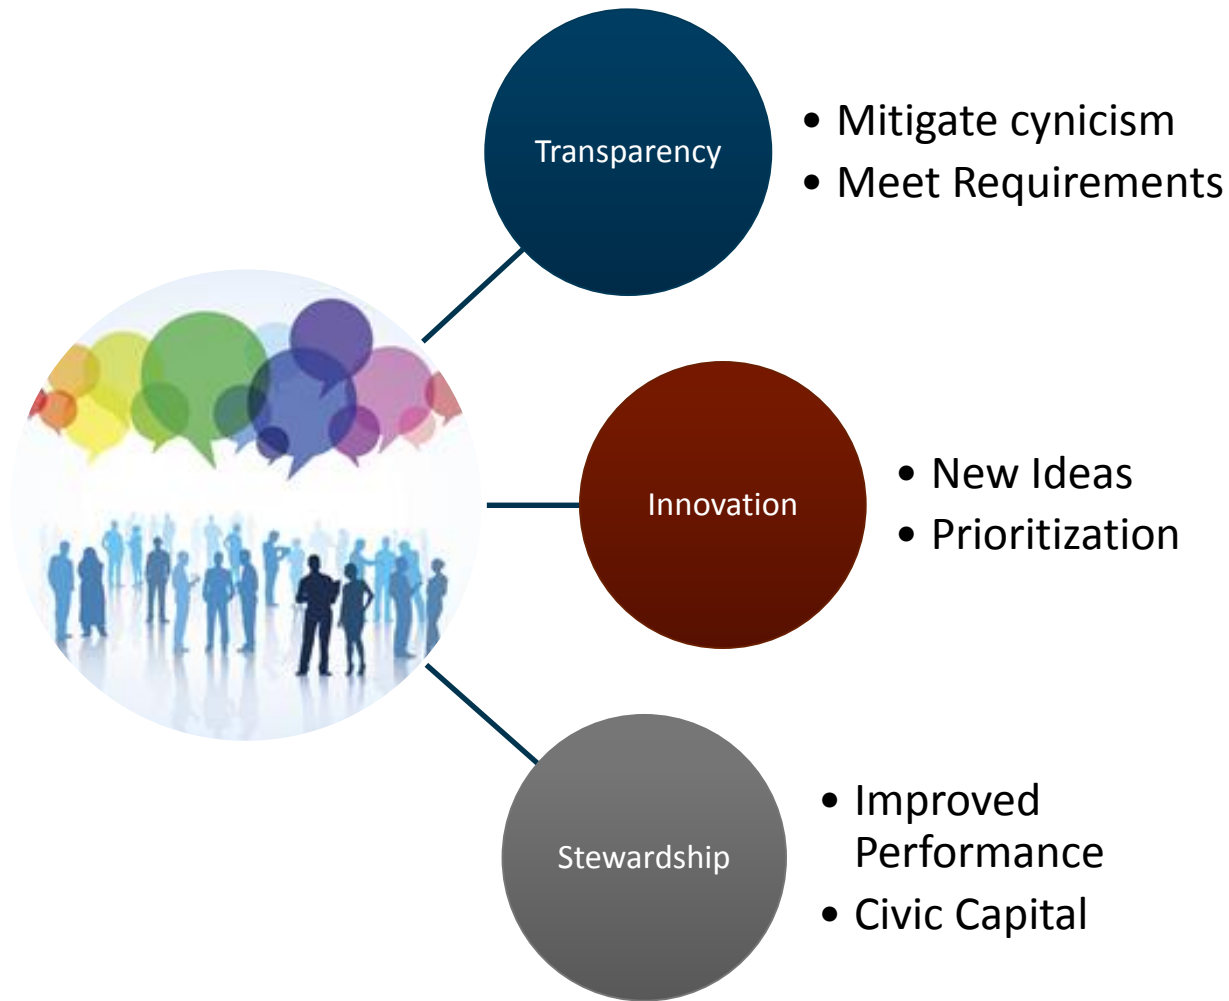 Transparency
• Mitigate cynicism
• Meet Requirements
Innovation
• New Ideas
• Prioritization
Stewardship
• Improved
Performance
• Civic Capital